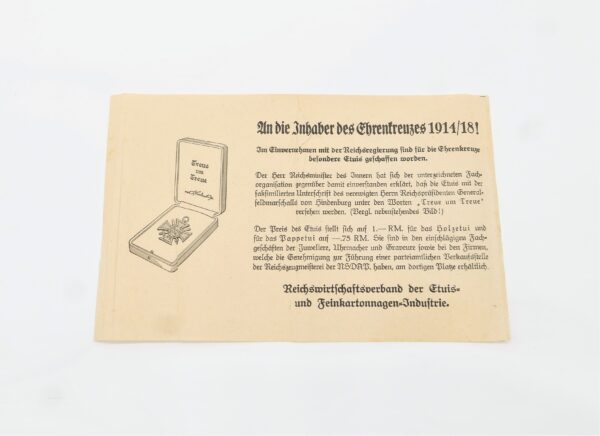 An die Inhaber des Ehrenkreuzes 1914/18!
Im Einvernehmen mit der Reichsregierung sind für die Ehrenkreuze
besondere Etuis geschaffen worden.
Der Herr Reichsminister des Innern hat sich der unterzeichneten Fach-
organisation gegenüber damit einverstanden erklärt, daß die Etuis mit der
faksimilierten Unterschrift des verewigten Herrn Reichspräsidenten General-
feldmarschalls von Hindenburg unter den Worten „Treue um Treue"
versehen werden. (Vergl. nebenstehendes Bild!)
Der Preis des Etuis stellt sich auf 1.— RM. für das Holzetui und
für das Pappetui auf —.75 RM. Sie sind in den einschlägigen Fach-
geschäften der Juweliere, Uhrmacher und Graveure sowie bei den Firmen,
welche die Genehmigung zur Führung einer parteiamtlichen Verkaufsstelle
der Reichszeugmeisterei der NSDAP. haben, am dortigen Platze erhältlich.
Reichswirtschaftsverband der Etuis-
und Feinkartonnagen-Industrie.
Treue
um
Treue